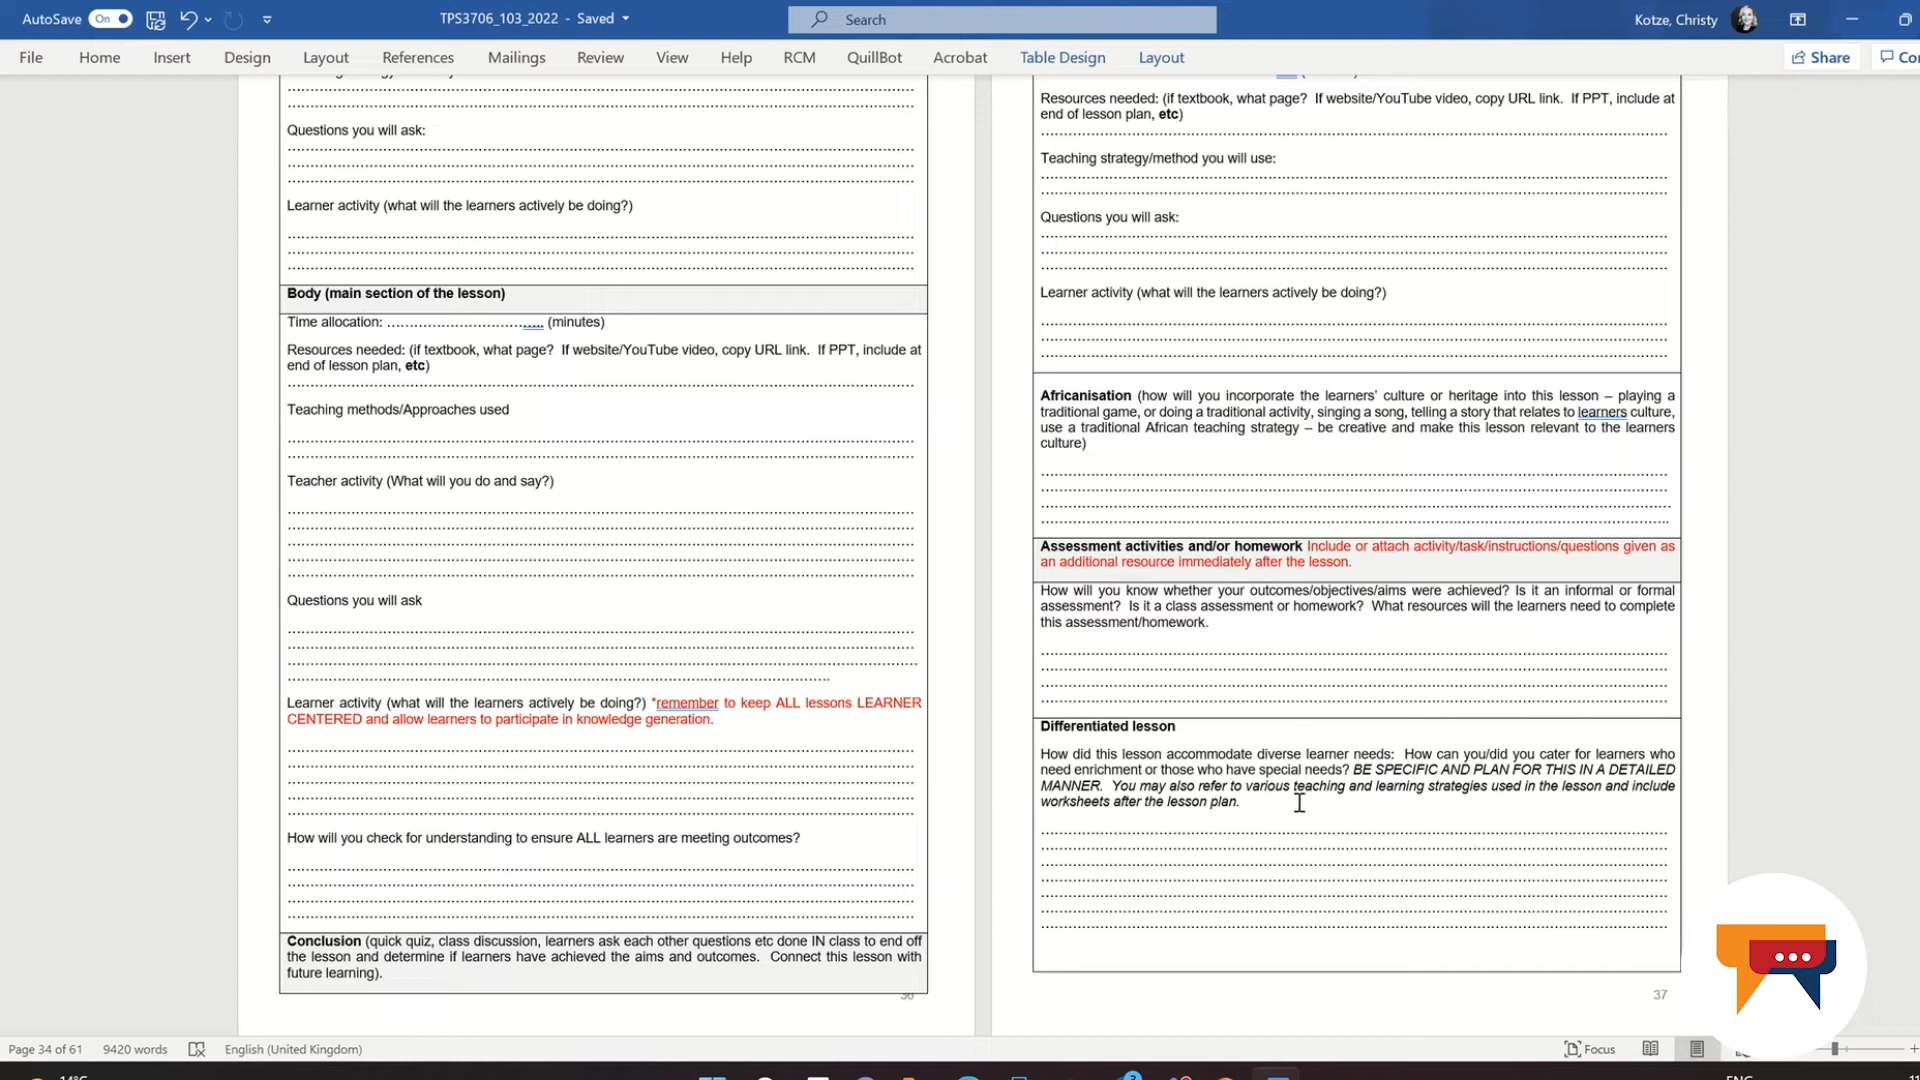 AutoSave On TPS3706_103_2022 - Saved Search Kotze, Christy
File Home Insert Design Layout References Mailings Review View Help RCM QuillBot Acrobat Table Design Layout Share
Questions you will ask:
Learner activity (what will the learners actively be doing?)
Body (main section of the lesson)
Time allocation: ………………………….….. (minutes)
Resources needed: (if textbook, what page? If website/YouTube video, copy URL link. If PPT, include at
end of lesson plan, etc)
Teaching methods/Approaches used
Teacher activity (What will you do and say?)
Questions you will ask
Learner activity (what will the learners actively be doing?) *remember to keep ALL lessons LEARNER
CENTERED and allow learners to participate in knowledge generation.
How will you check for understanding to ensure ALL learners are meeting outcomes?
Conclusion (quick quiz, class discussion, learners ask each other questions etc done IN class to end off
the lesson and determine if learners have achieved the aims and outcomes. Connect this lesson with
future learning).
36
Resources needed: (if textbook, what page? If website/YouTube video, copy URL link. If PPT, include at
end of lesson plan, etc)
Teaching strategy/method you will use:
Questions you will ask:
Learner activity (what will the learners actively be doing?)
Africanisation (how will you incorporate the learners' culture or heritage into this lesson – playing a
traditional game, or doing a traditional activity, singing a song, telling a story that relates to learners culture,
use a traditional African teaching strategy – be creative and make this lesson relevant to the learners
culture)
Assessment activities and/or homework Include or attach activity/task/instructions/questions given as
an additional resource immediately after the lesson.
How will you know whether your outcomes/objectives/aims were achieved? Is it an informal or formal
assessment? Is it a class assessment or homework? What resources will the learners need to complete
this assessment/homework.
Differentiated lesson
How did this lesson accommodate diverse learner needs: How can you/did you cater for learners who
need enrichment or those who have special needs? BE SPECIFIC AND PLAN FOR THIS IN A DETAILED
MANNER. You may also refer to various teaching and learning strategies used in the lesson and include
worksheets after the lesson plan.
37
Page 34 of 61 9420 words English (United Kingdom) Focus
14°C ENG